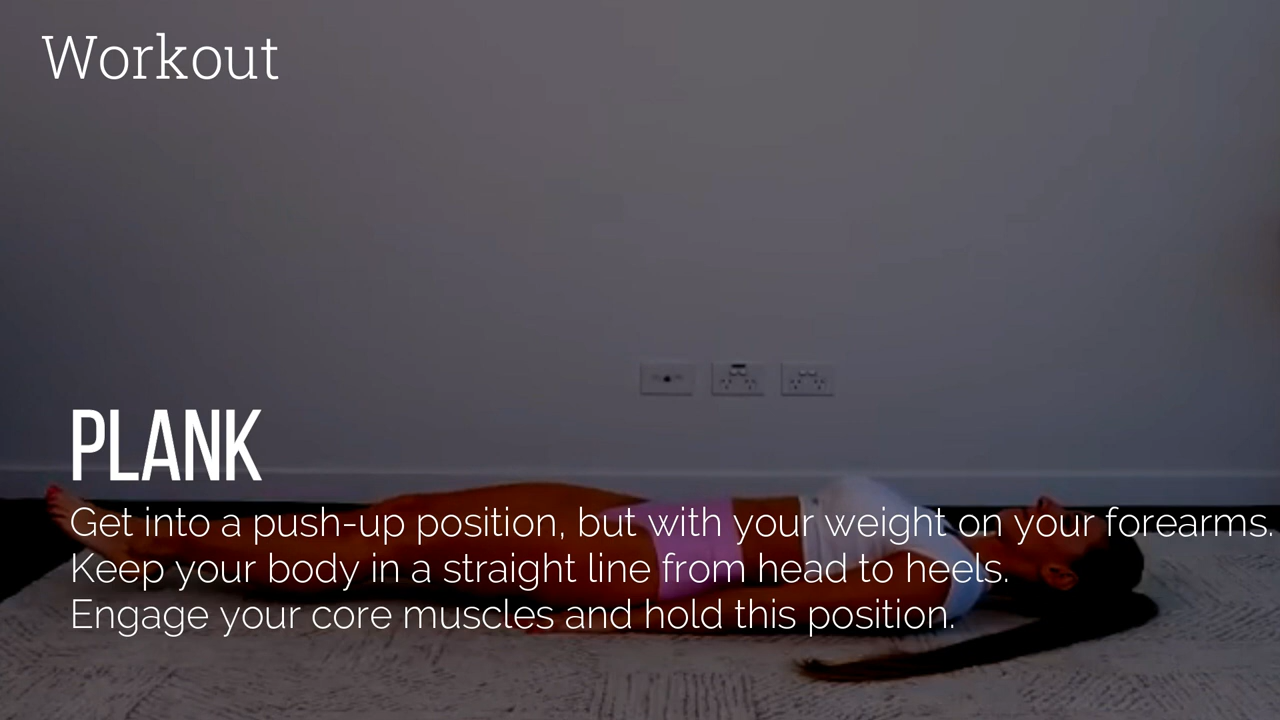 Workout
PLANK
Get into a push-up position, but with your weight on your forearms.
Keep your body in a straight line from head to heels.
Engage your core muscles and hold this position.